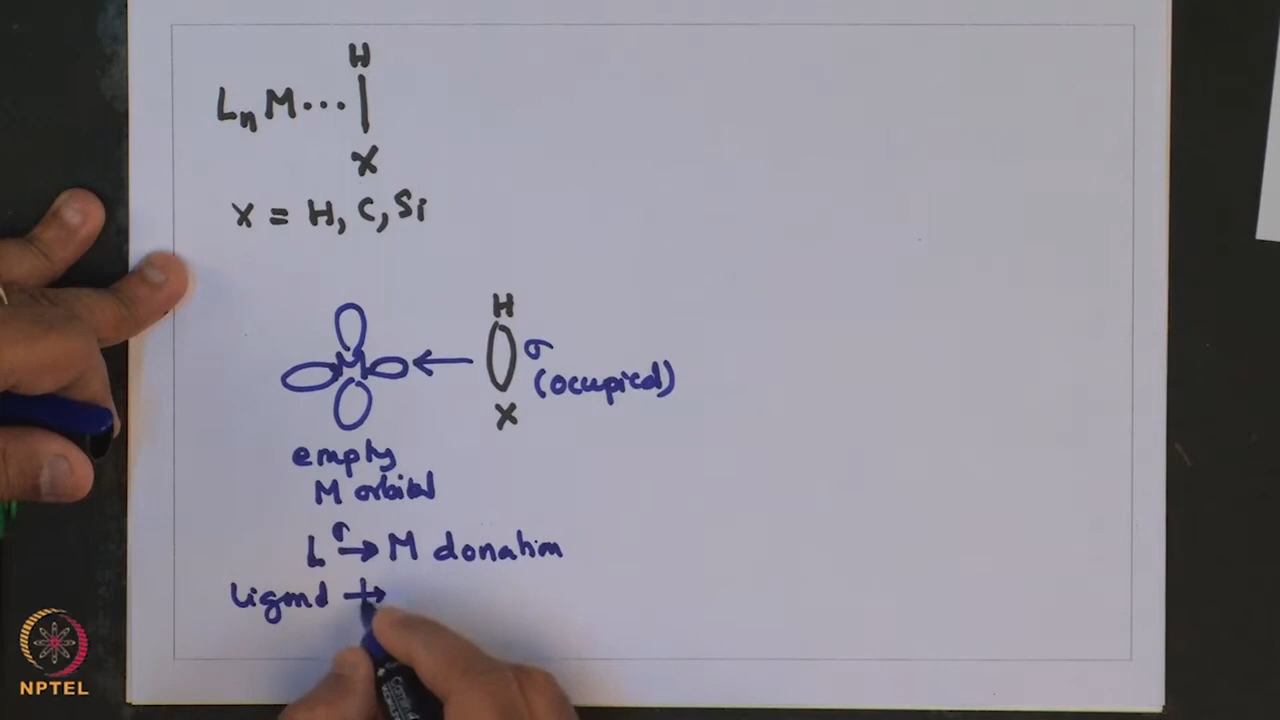 H
LnM···|
X
X = H, C, Si
H
M ← σ
(occupied)
X
empty
M orbital
L σ→ M donation
Ligand →
NPTEL